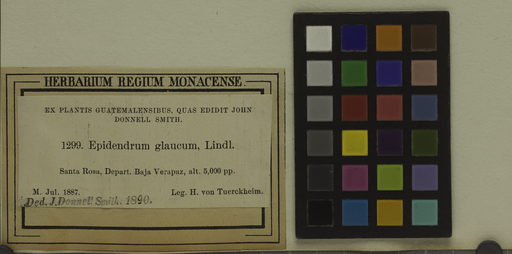 HERBARIUM REGIUM MONACENSE.
EX PLANTIS GUATEMALENSIBUS, QUAS EDIDIT JOHN
DONNELL SMITH.
1299. Epidendrum glaucum, Lindl.
Santa Rosa, Depart. Baja Verapaz, alt. 5,000 pp.
M. Jul. 1887. Leg. H. von Tuerckheim.
Ded. J. Donnell Smith. 1890.